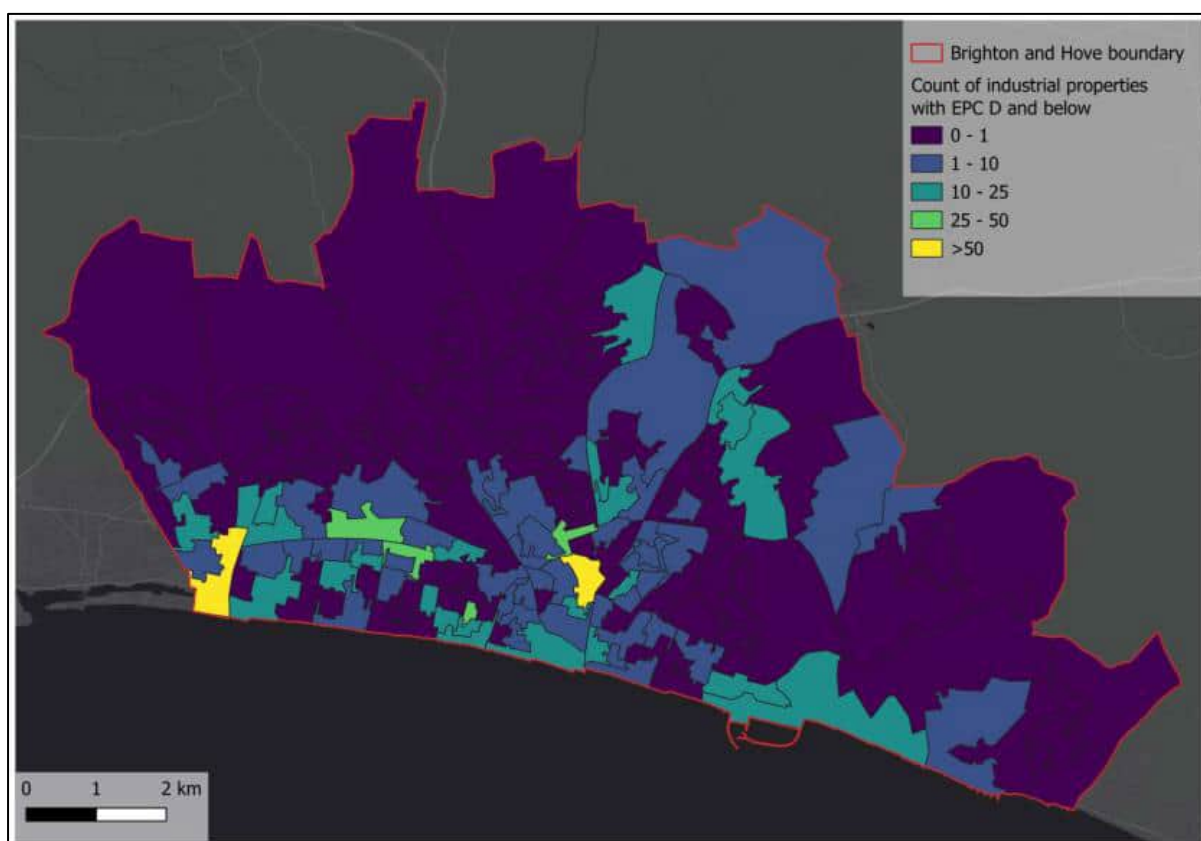 Brighton and Hove boundary
Count of industrial properties
with EPC D and below
0 - 1
1 - 10
10 - 25
25 - 50
>50
0 1 2 km